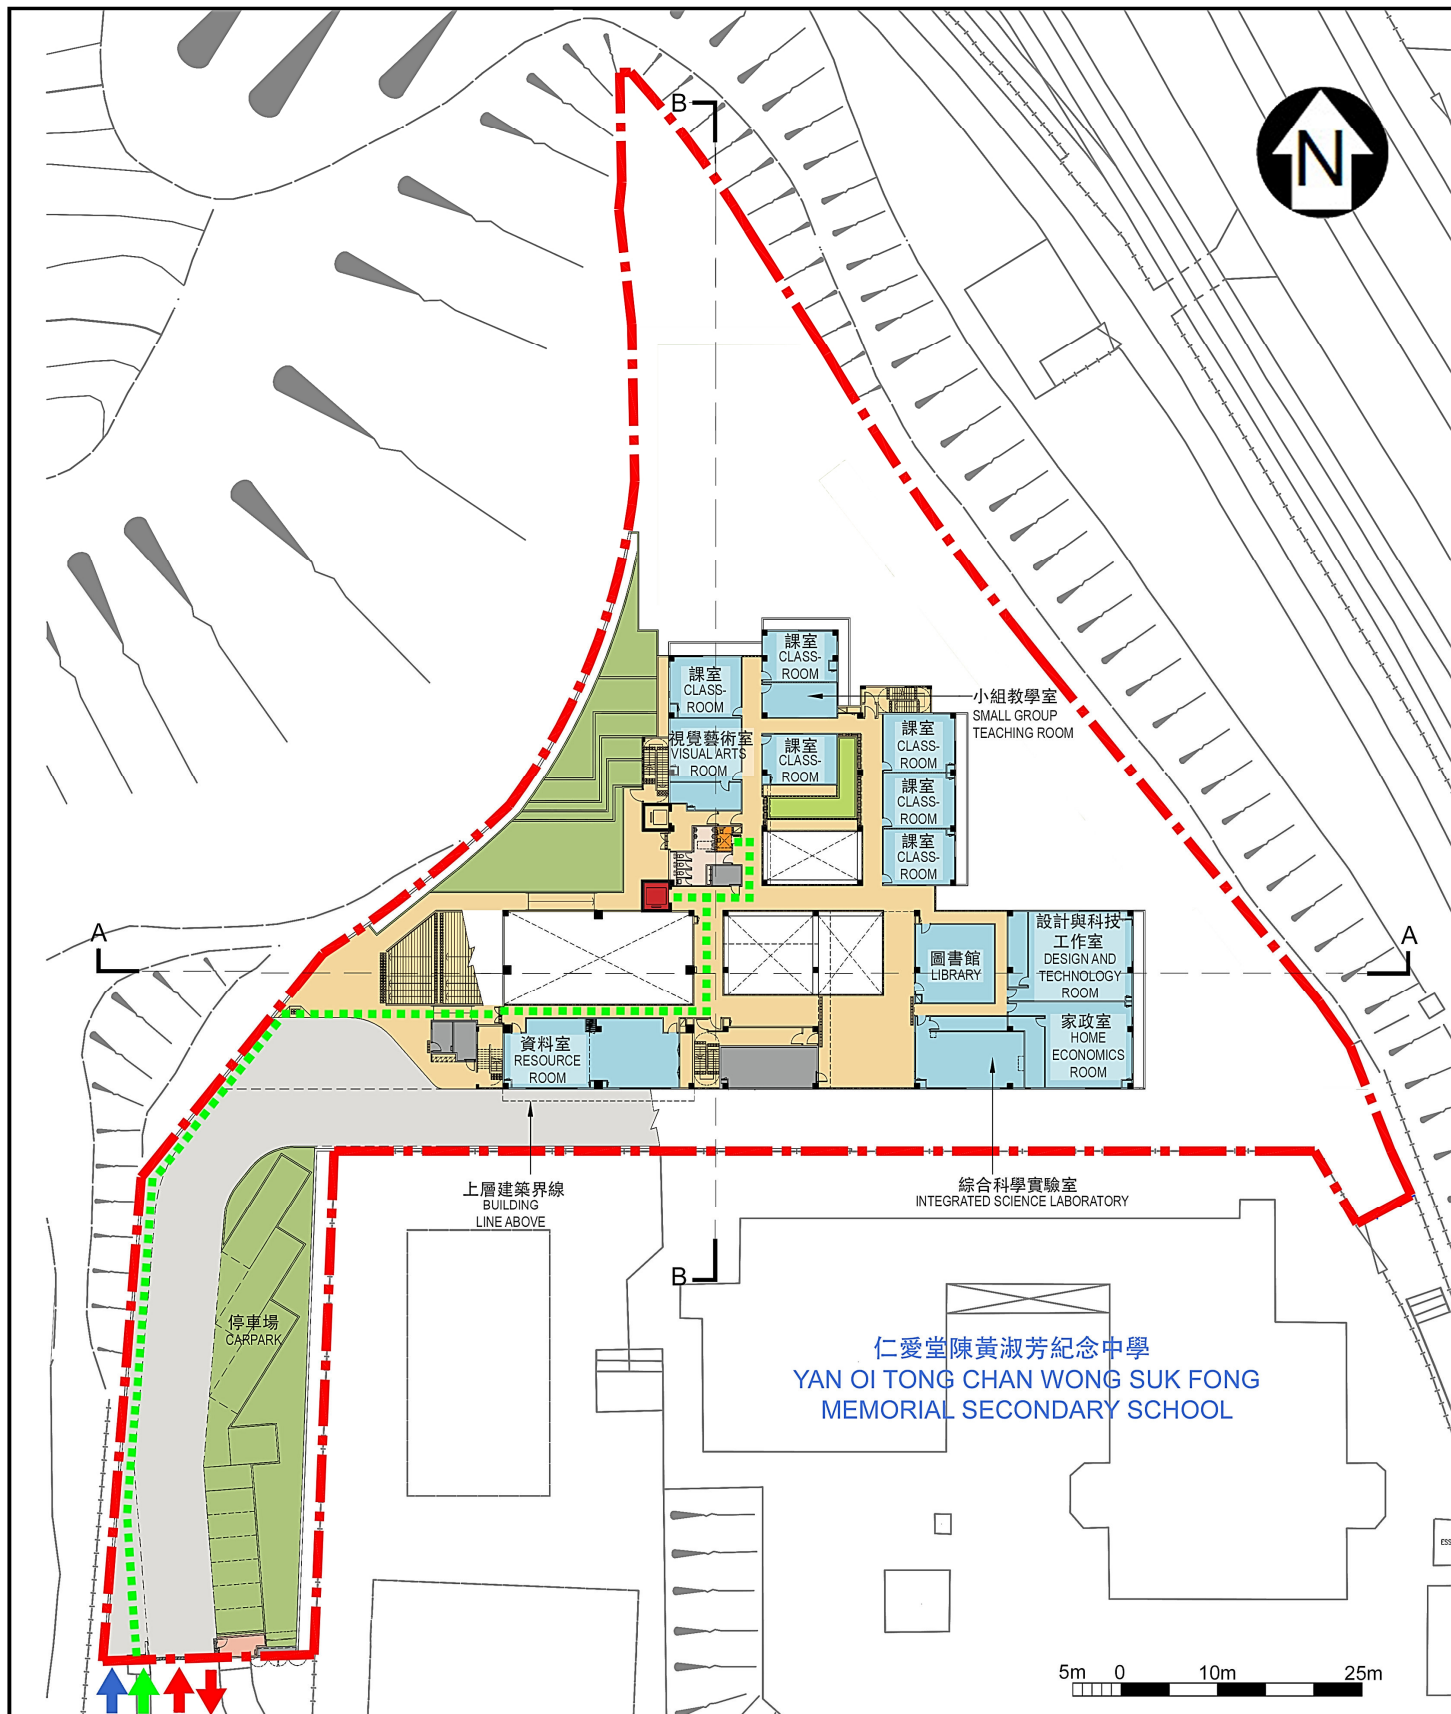 B
N
課室
CLASS-
ROOM
課室
CLASS-
ROOM
小組教學室
SMALL GROUP
TEACHING ROOM
視覺藝術室
VISUAL ARTS
ROOM
課室
CLASS-
ROOM
課室
CLASS-
ROOM
課室
CLASS-
ROOM
課室
CLASS-
ROOM
A
A
圖書館
LIBRARY
設計與科技
工作室
DESIGN AND
TECHNOLOGY
ROOM
資料室
RESOURCE
ROOM
家政室
HOME
ECONOMICS
ROOM
上層建築界線
BUILDING
LINE ABOVE
綜合科學實驗室
INTEGRATED SCIENCE LABORATORY
B
停車場
CARPARK
仁愛堂陳黃淑芳紀念中學
YAN OI TONG CHAN WONG SUK FONG
MEMORIAL SECONDARY SCHOOL
ESS
5m 0 10m 25m